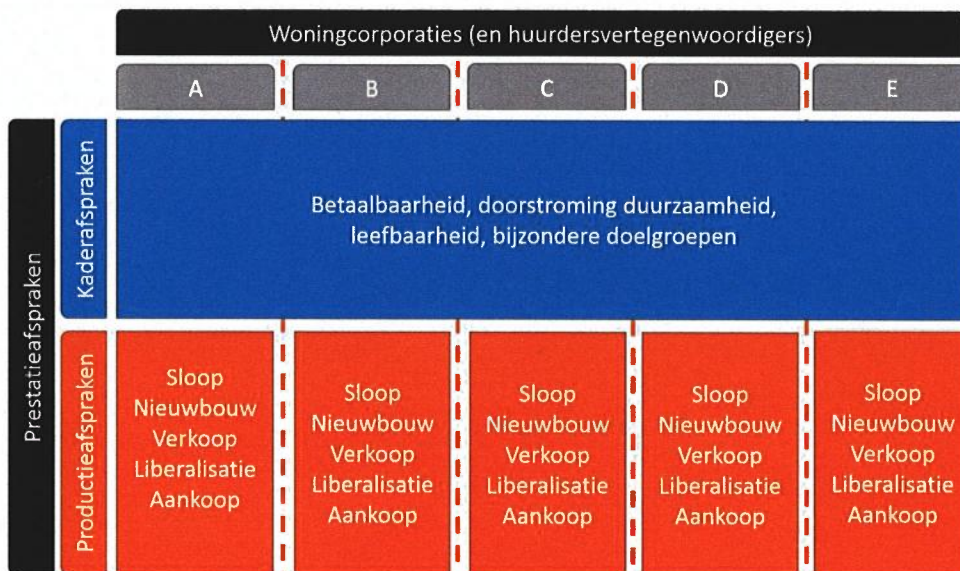 Woningcorporaties (en huurdersvertegenwoordigers)
A
B
C
D
E
Prestatieafspraken
Kaderafspraken
Betaalbaarheid, doorstroming duurzaamheid,
leefbaarheid, bijzondere doelgroepen
Productieafspraken
Sloop
Nieuwbouw
Verkoop
Liberalisatie
Aankoop
Sloop
Nieuwbouw
Verkoop
Liberalisatie
Aankoop
Sloop
Nieuwbouw
Verkoop
Liberalisatie
Aankoop
Sloop
Nieuwbouw
Verkoop
Liberalisatie
Aankoop
Sloop
Nieuwbouw
Verkoop
Liberalisatie
Aankoop